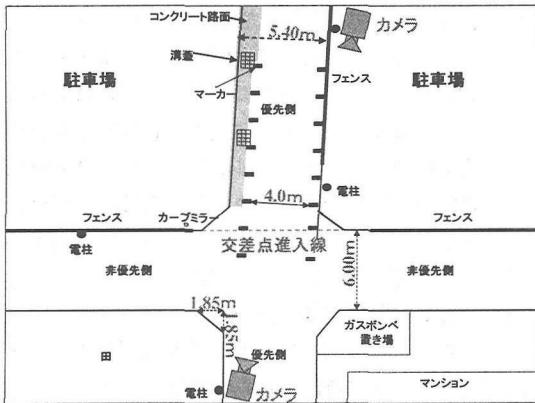 コンクリート路面
5.40m
カメラ
溝蓋
駐車場
マーカー
優先側
フェンス
駐車場
4.0m
電柱
フェンス
カーブミラー
フェンス
電柱
交差点進入線
非優先側
6.00m
非優先側
1.85m
1.85m
田
優先側
ガスボンベ
置き場
電柱
カメラ
マンション